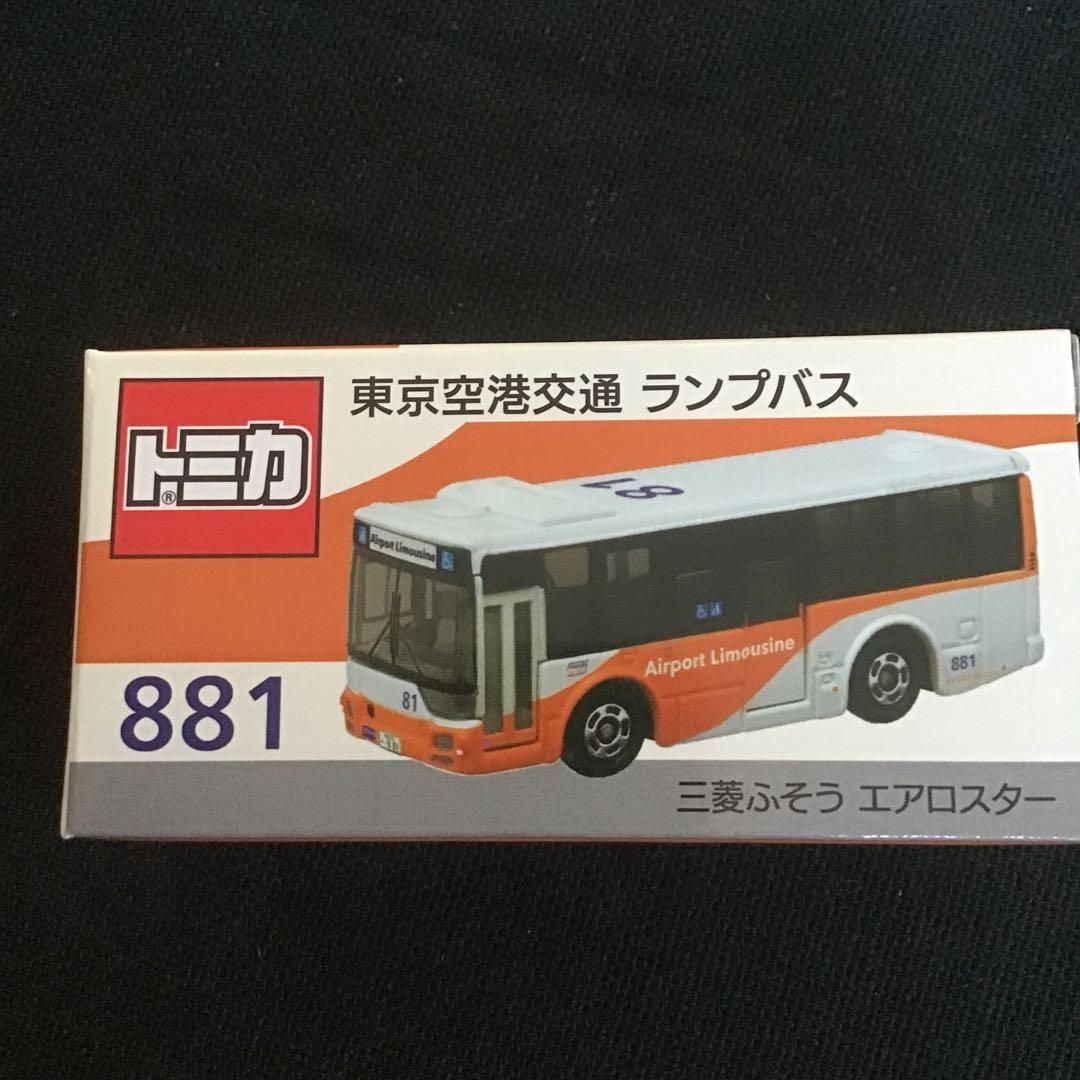 東京空港交通 ランプバス
トミカ®
Airport Limousine
81
Airport Limousine
81
881
881
三菱ふそう エアロスター